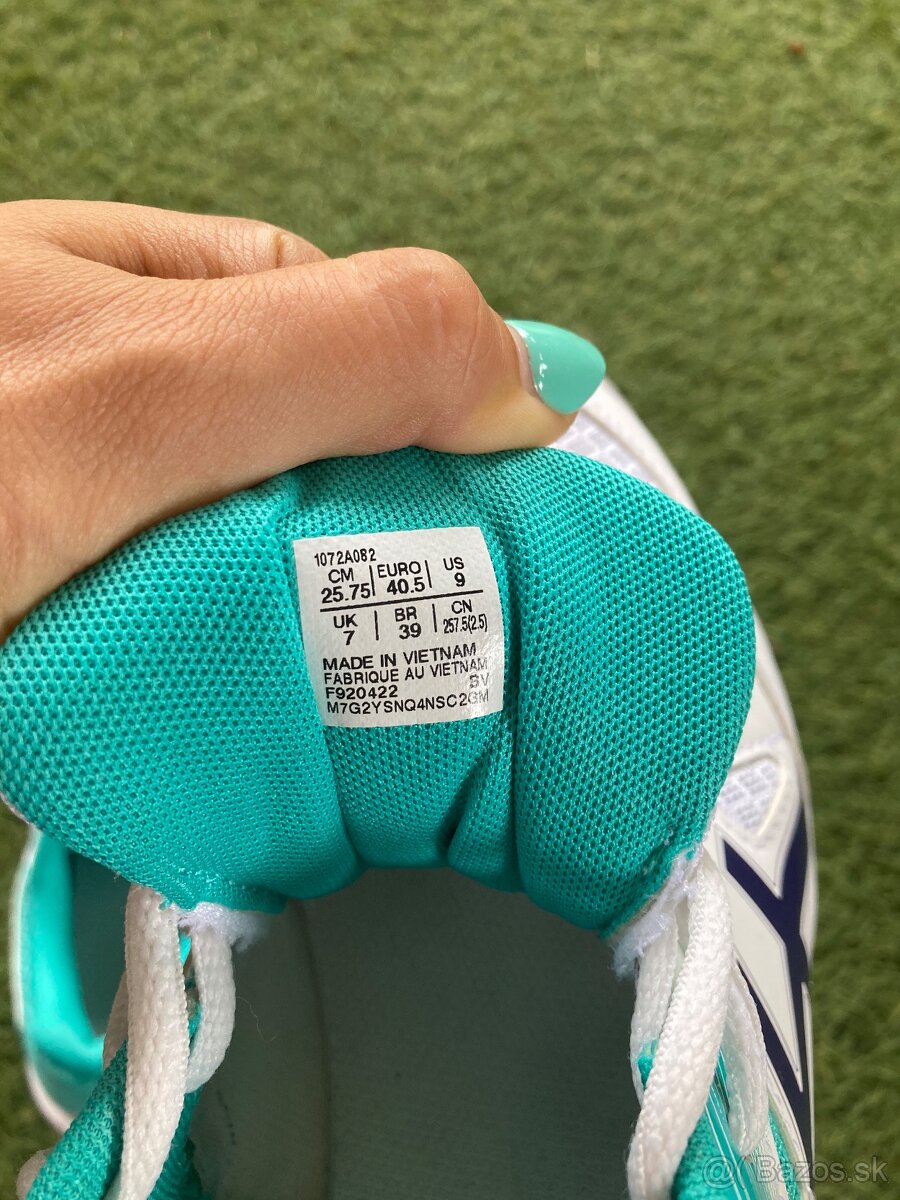 1072A082
CM | EURO | US
25.75 | 40.5 | 9
UK | BR | CN
7 | 39 | 257.5(2.5)
MADE IN VIETNAM
FABRIQUE AU VIETNAM
F920422 BV
M7G2YSNQ4NSC2GM
@ Bazos.sk